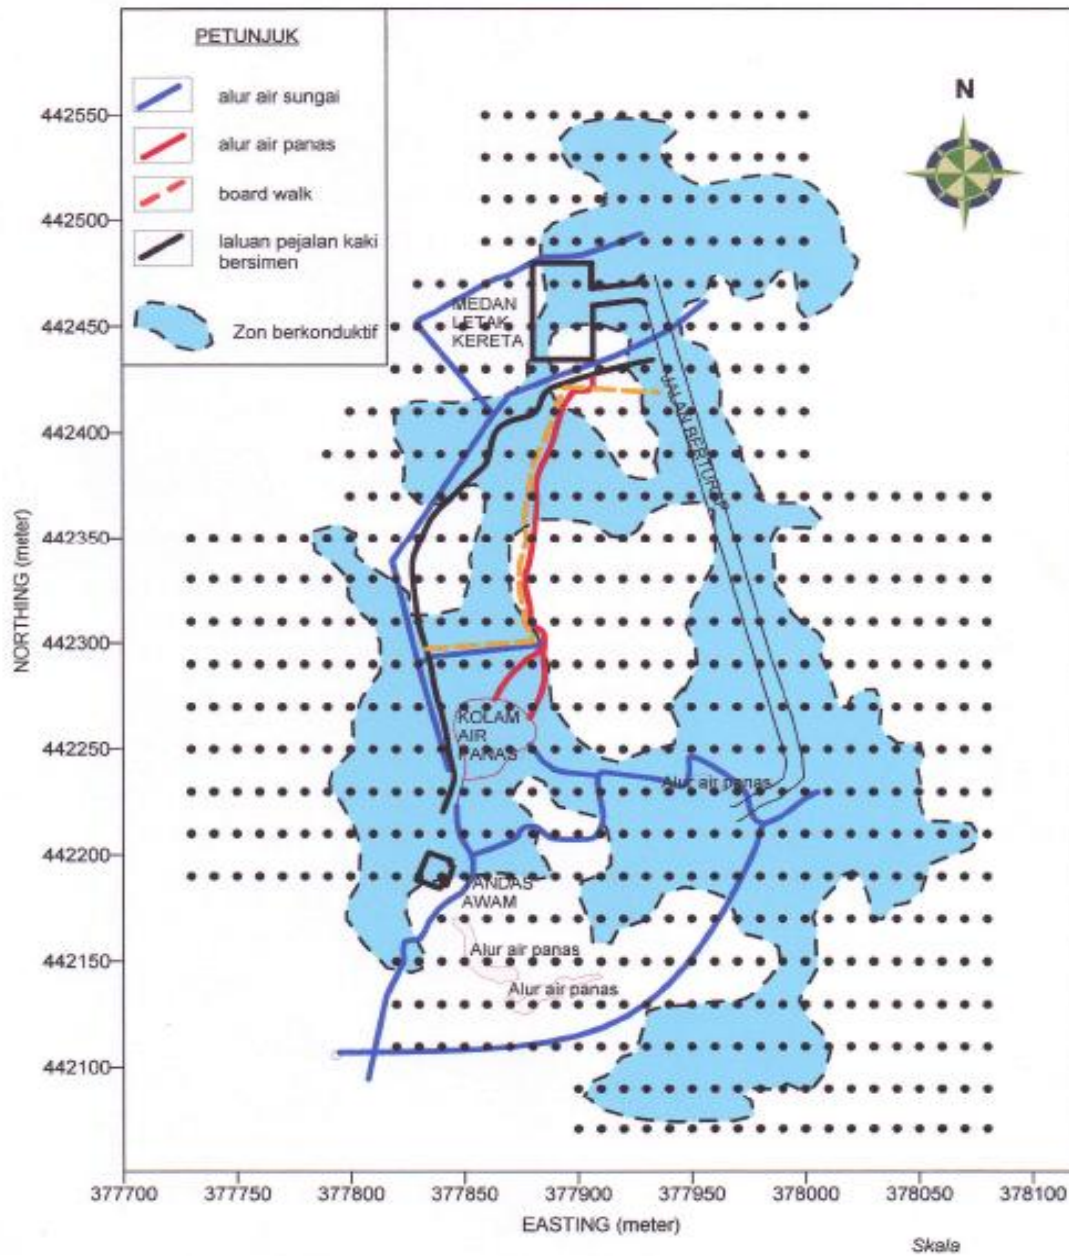 PETUNJUK
alur air sungai
alur air panas
board walk
laluan pejalan kaki
bersimen
Zon berkonduktif
N
442550
442500
442450
442400
442350
442300
442250
442200
442150
442100
NORTHING (meter)
MEDAN
LETAK
KERETA
JALAN BERTURAP
KOLAM
AIR
PANAS
Alur air panas
TANDAS
AWAM
Alur air panas
Alur air panas
377700
377750
377800
377850
377900
377950
378000
378050
378100
EASTING (meter)
Skala